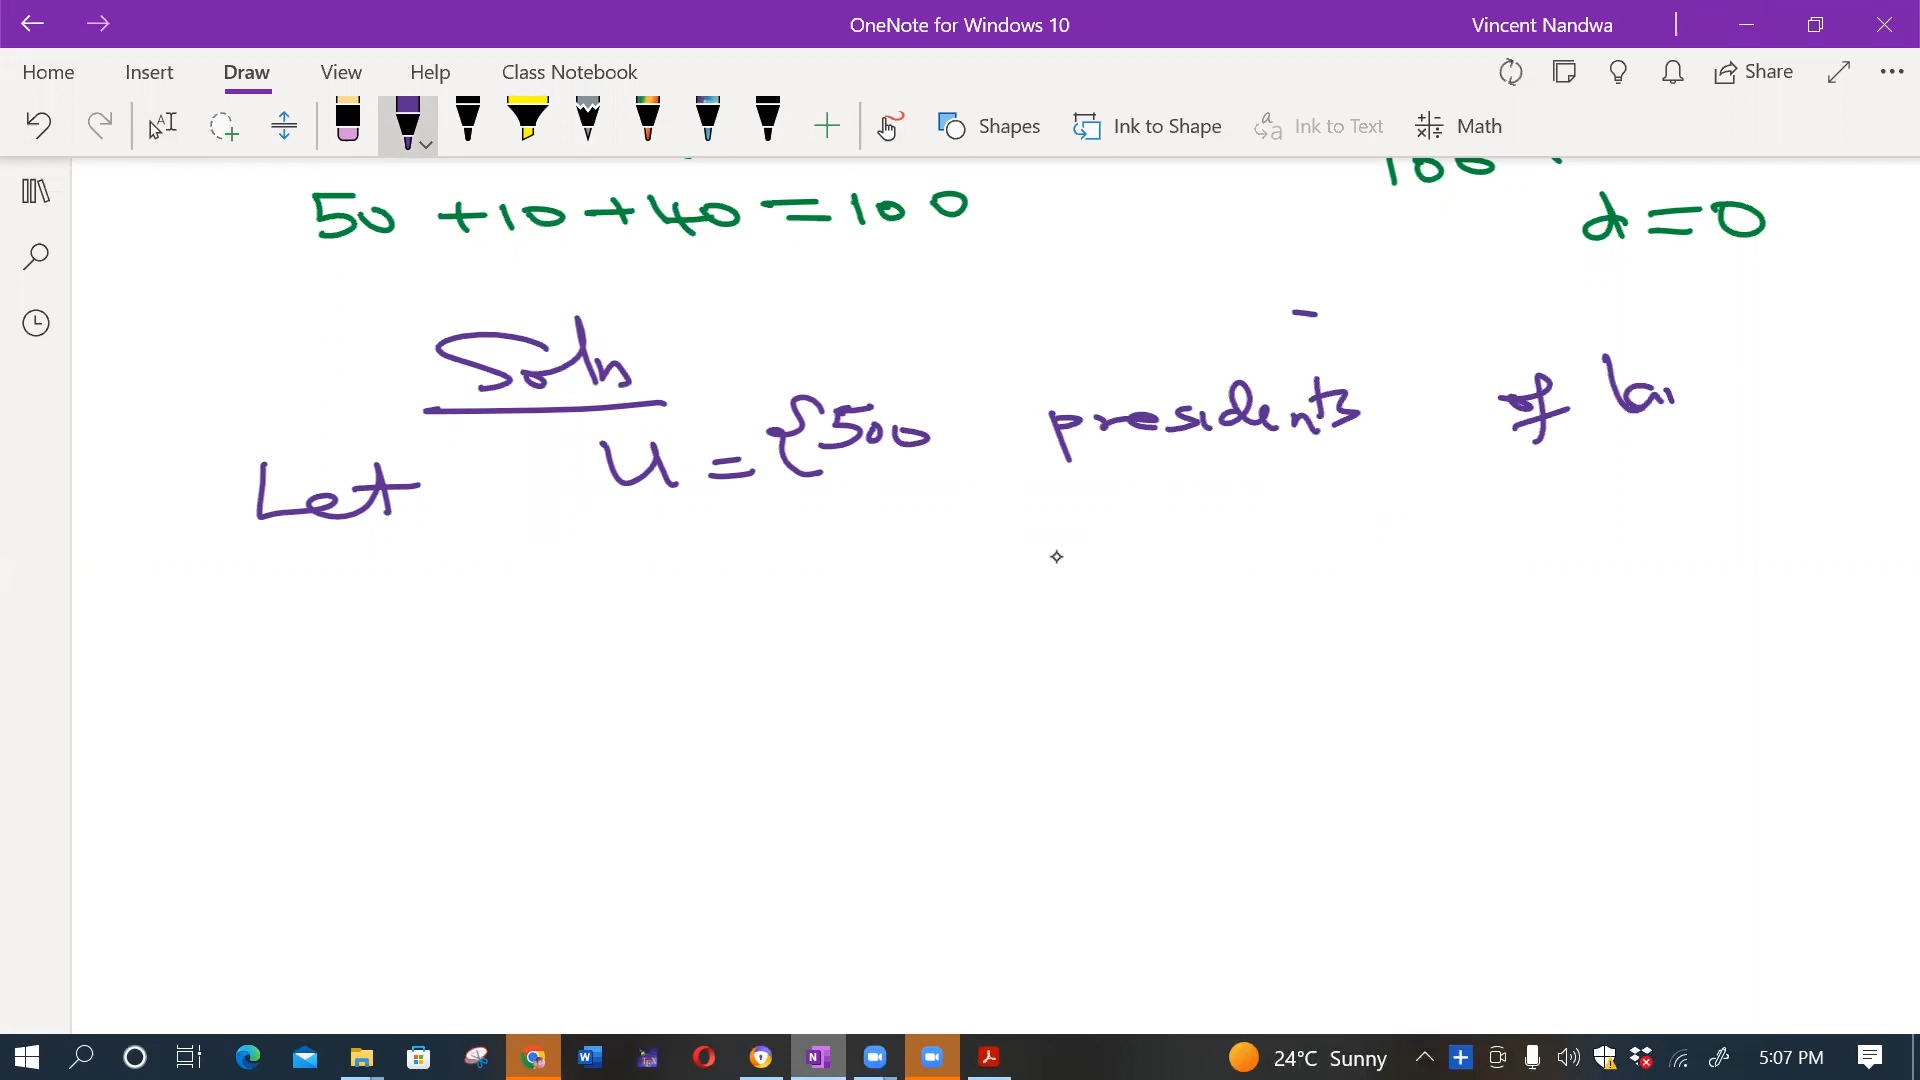 OneNote for Windows 10
Vincent Nandwa
Home Insert Draw View Help Class Notebook
Share
Shapes Ink to Shape Ink to Text Math
100
50 +10+40=100
d=0
Soln
Let U = {500 presidents of
24°C Sunny
5:07 PM